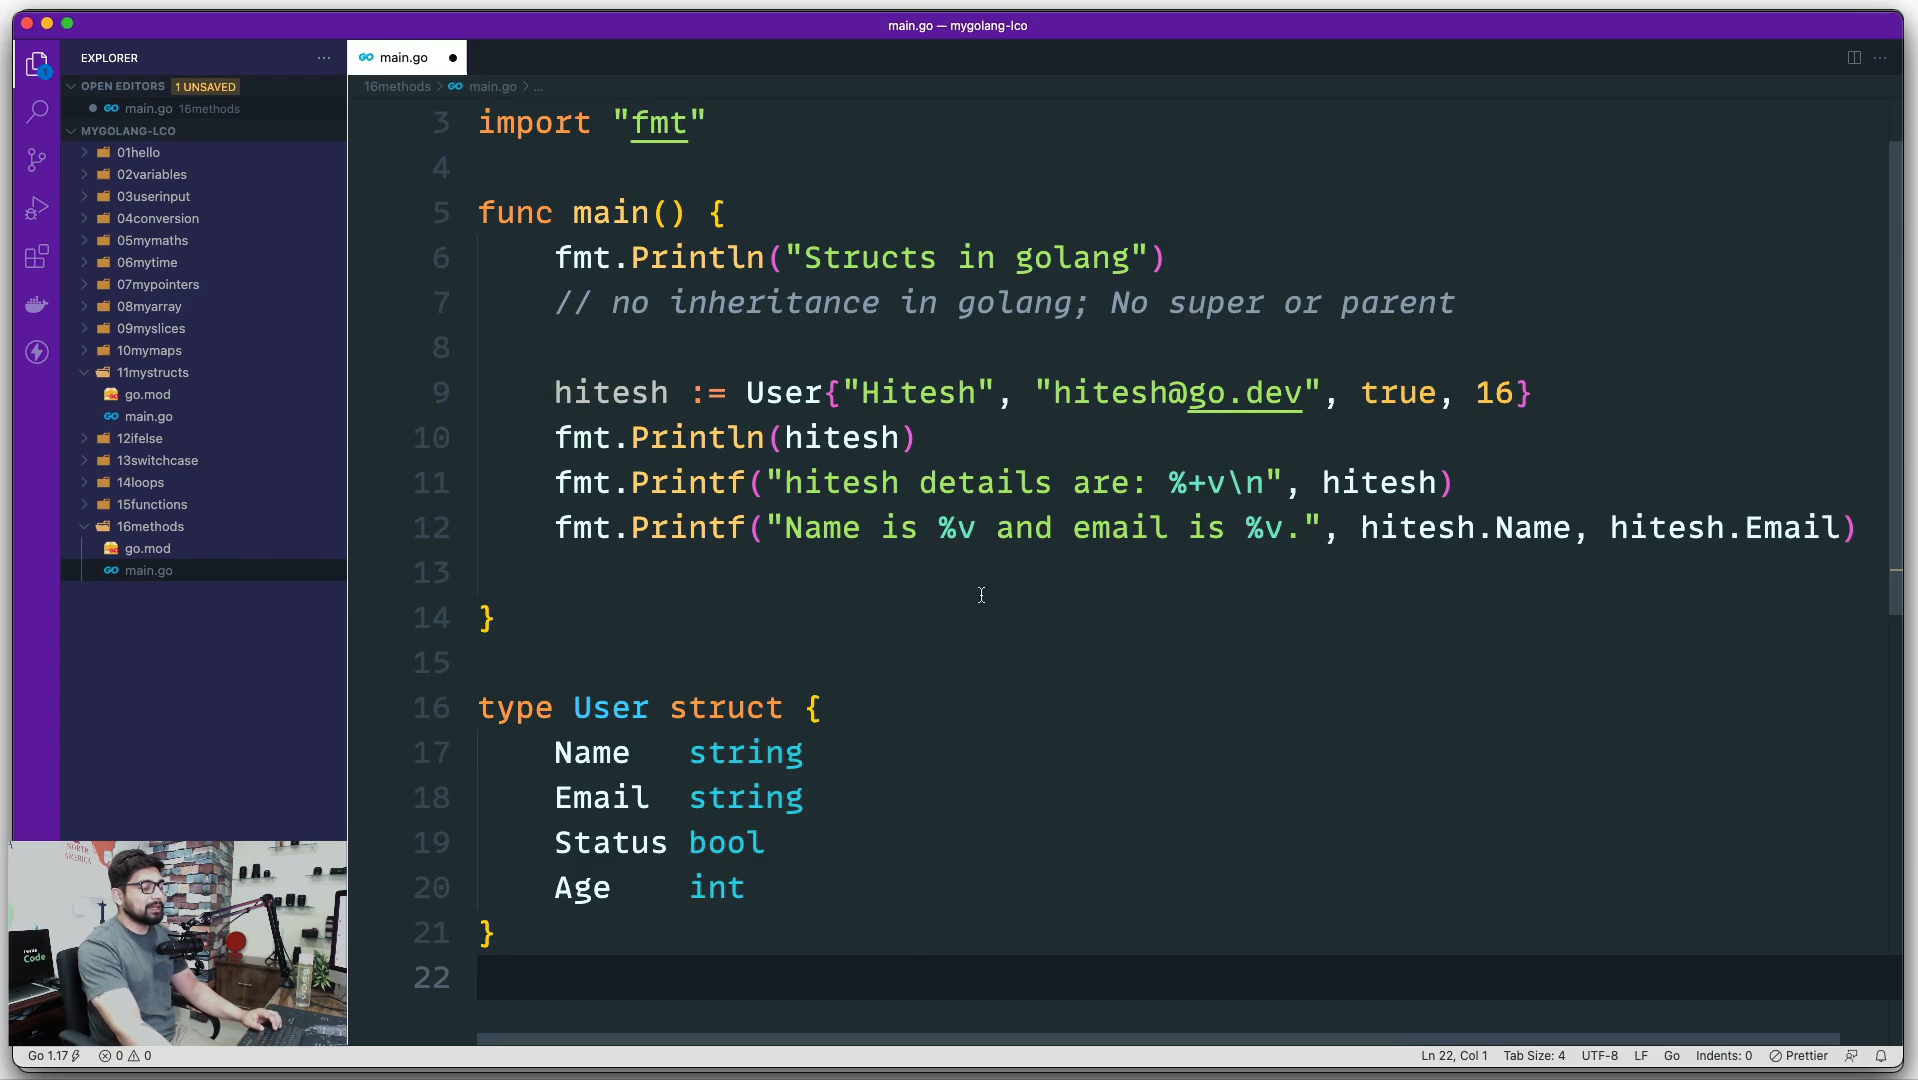 main.go — mygolang-lco
EXPLORER
main.go
OPEN EDITORS 1 UNSAVED
main.go 16methods
MYGOLANG-LCO
01hello
02variables
03userinput
04conversion
05mymaths
06mytime
07mypointers
08myarray
09myslices
10mymaps
11mystructs
go.mod
main.go
12ifelse
13switchcase
14loops
15functions
16methods
go.mod
main.go
16methods > main.go > ...
3 import "fmt"
4
5 func main() {
6 fmt.Println("Structs in golang")
7 // no inheritance in golang; No super or parent
8
9 hitesh := User{"Hitesh", "hitesh@go.dev", true, 16}
10 fmt.Println(hitesh)
11 fmt.Printf("hitesh details are: %+v\n", hitesh)
12 fmt.Printf("Name is %v and email is %v.", hitesh.Name, hitesh.Email)
13
14 }
15
16 type User struct {
17 Name string
18 Email string
19 Status bool
20 Age int
21 }
22
NORTH
AMERICA
I write
Code
VOSS
Go 1.17 0 0 Ln 22, Col 1 Tab Size: 4 UTF-8 LF Go Indents: 0 Prettier